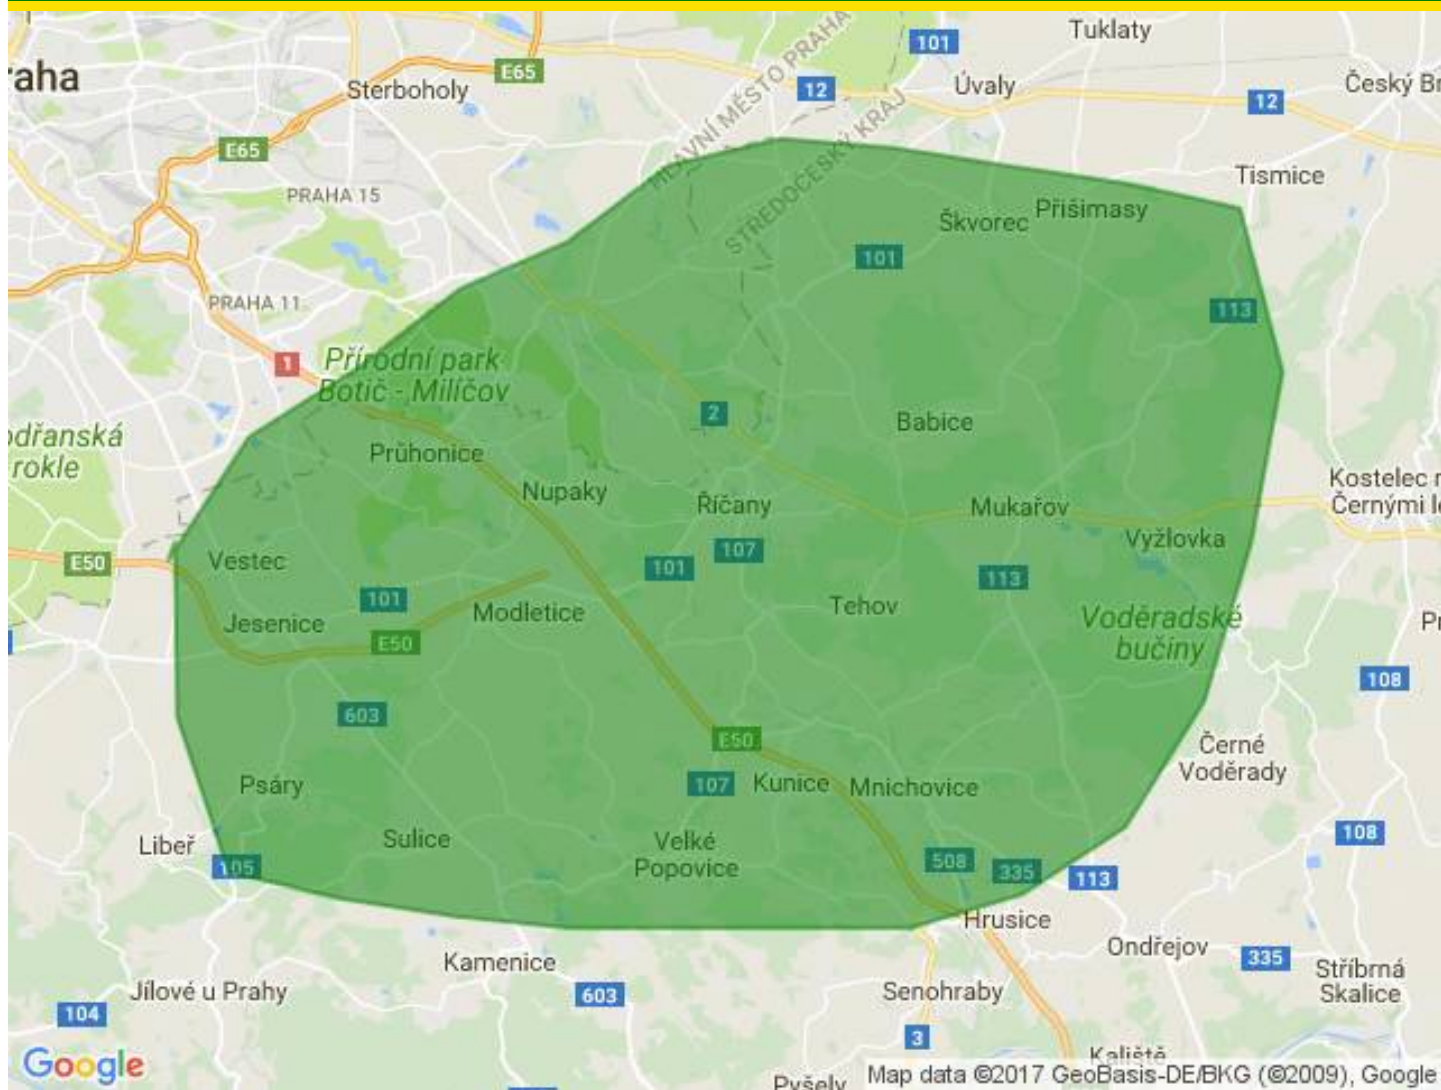 Tuklaty
101
raha
E65
Sterboholy
12
Úvaly
12
Český Br
HLAVNÍ MĚSTO PRAHA
STŘEDOČESKÝ KRAJ
E65
PRAHA 15
Tismice
Škvorec
Přišimasy
101
PRAHA 11
113
1
Přírodní park
Botič - Milíčov
2
Babice
odřanská
rokle
Průhonice
Nupaky
Říčany
Mukařov
Kostelec n
Černými le
Vyžlovka
E50
Vestec
101
107
113
101
Jesenice
Modletice
Tehov
Voděradské
bučiny
Pr
E50
108
603
E50
Černé
Voděrady
Psáry
107
Kunice
Mnichovice
Libeř
Sulice
Velké
Popovice
108
105
508
335
113
Hrusice
Kamenice
Ondřejov
335
Stříbrná
Skalice
Jílové u Prahy
603
Senohraby
104
3
Kaliště
Google
Pyšely
Map data ©2017 GeoBasis-DE/BKG (©2009), Google